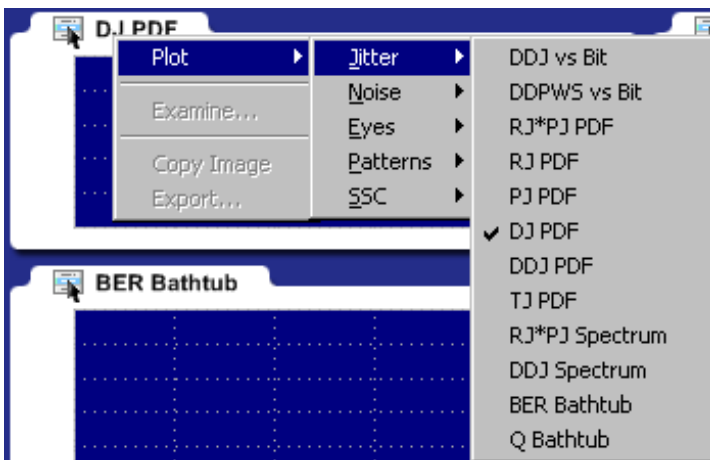 DJ PDF
Plot
Examine...
Copy Image
Export...
Jitter
Noise
Eyes
Patterns
SSC
DDJ vs Bit
DDPWS vs Bit
RJ*PJ PDF
RJ PDF
PJ PDF
DJ PDF
DDJ PDF
TJ PDF
RJ*PJ Spectrum
DDJ Spectrum
BER Bathtub
Q Bathtub
BER Bathtub